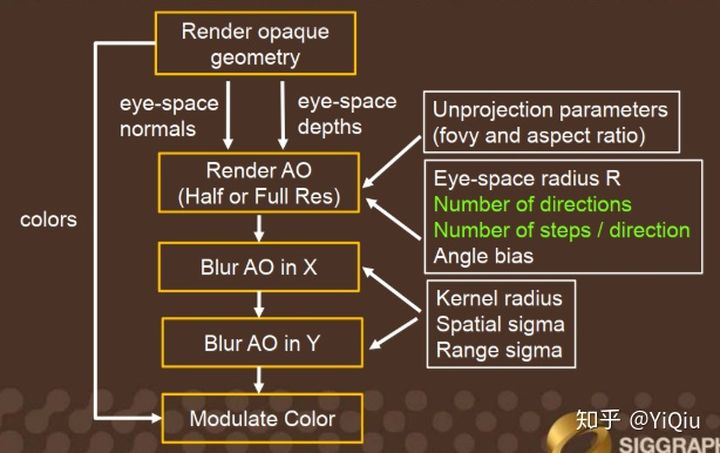 Render opaque
geometry
eye-space
normals
eye-space
depths
Unprojection parameters
(fovy and aspect ratio)
Render AO
(Half or Full Res)
Eye-space radius R
Number of directions
Number of steps / direction
Angle bias
colors
Blur AO in X
Kernel radius
Spatial sigma
Range sigma
Blur AO in Y
Modulate Color
知乎 @YiQiu
SIGGRAPH